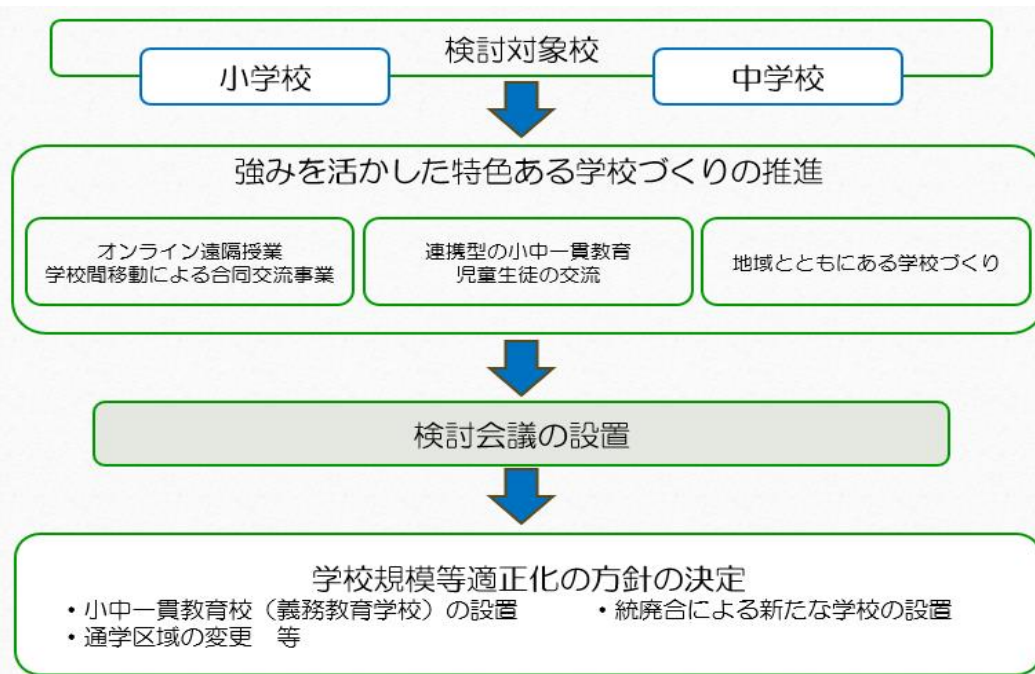 検討対象校
小学校
中学校
強みを活かした特色ある学校づくりの推進
オンライン遠隔授業
学校間移動による合同交流事業
連携型の小中一貫教育
児童生徒の交流
地域とともにある学校づくり
検討会議の設置
学校規模等適正化の方針の決定
・小中一貫教育校（義務教育学校）の設置
・統廃合による新たな学校の設置
・通学区域の変更　等